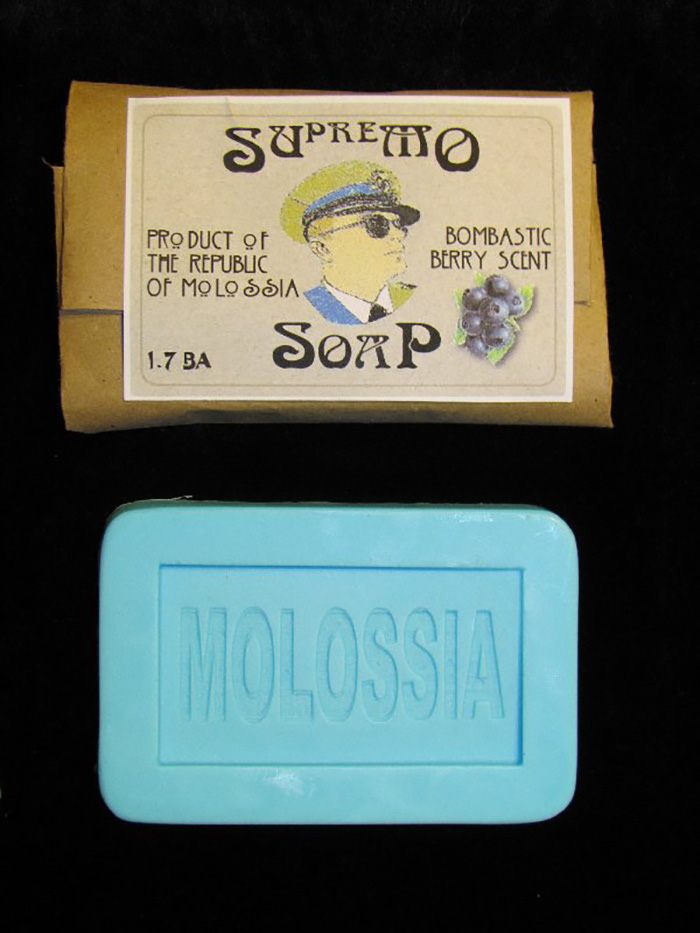 SUPREMO
PRODUCT OF
THE REPUBLIC
OF MOLOSSIA
BOMBASTIC
BERRY SCENT
SOAP
1.7 BA
MOLOSSIA